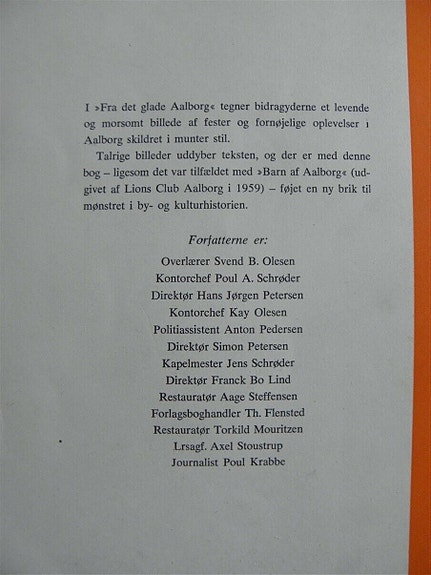 I »Fra det glade Aalborg« tegner bidragyderne et levende
og morsomt billede af fester og fornøjelige oplevelser i
Aalborg skildret i munter stil.
Talrige billeder uddyber teksten, og der er med denne
bog – ligesom det var tilfældet med »Barn af Aalborg« (ud-
givet af Lions Club Aalborg i 1959) – føjet en ny brik til
mønstret i by- og kulturhistorien.
Forfatterne er:
Overlærer Svend B. Olesen
Kontorchef Poul A. Schrøder
Direktør Hans Jørgen Petersen
Kontorchef Kay Olesen
Politiassistent Anton Pedersen
Direktør Simon Petersen
Kapelmester Jens Schrøder
Direktør Franck Bo Lind
Restauratør Aage Steffensen
Forlagsboghandler Th. Flensted
Restauratør Torkild Mouritzen
Lrsagf. Axel Stoustrup
Journalist Poul Krabbe